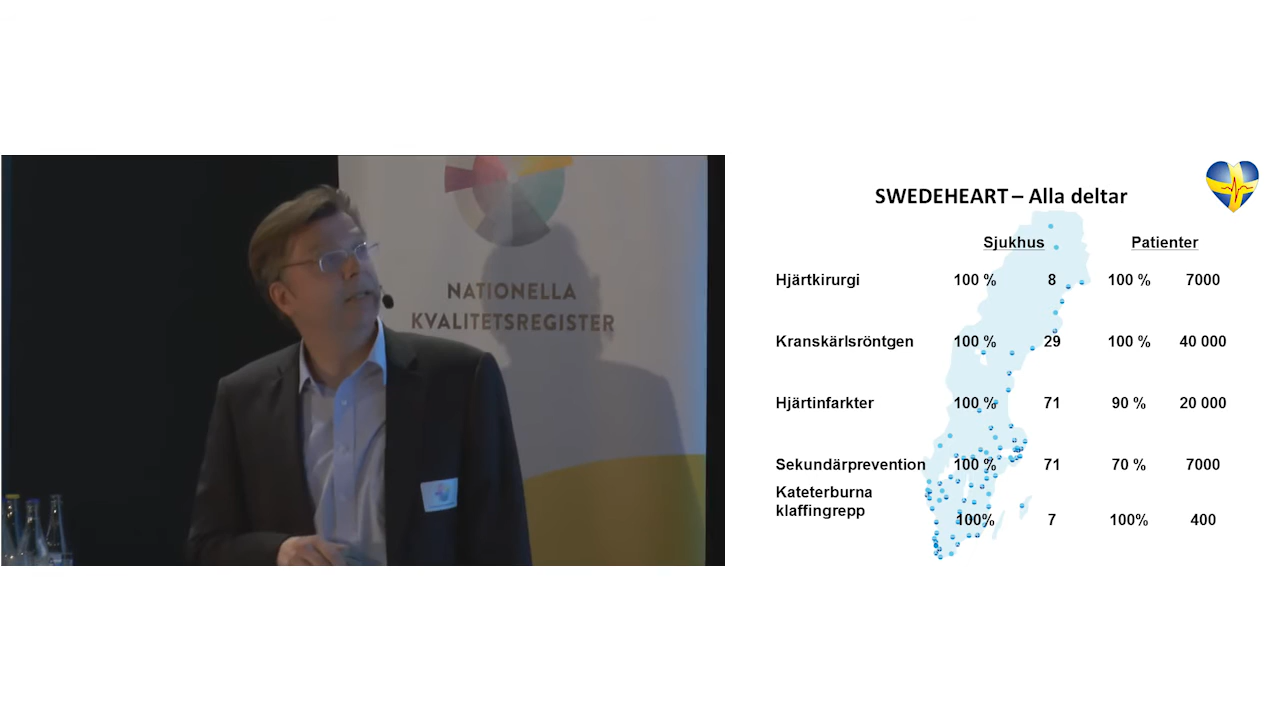 NATIONELLA
KVALITETSREGISTER
SWEDEHEART – Alla deltar
Sjukhus Patienter
Hjärtkirurgi 100 % 8 100 % 7000
Kranskärlsröntgen 100 % 29 100 % 40 000
Hjärtinfarkter 100 % 71 90 % 20 000
Sekundärprevention 100 % 71 70 % 7000
Kateterburna
klaffingrepp
100% 7 100% 400